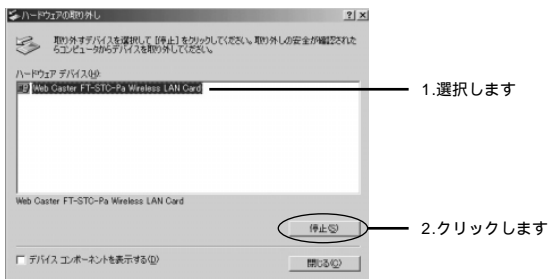 ハードウェアの取り外し
取り外すデバイスを選択して [停止] をクリックしてください。取り外しの安全が確認された
らコンピュータからデバイスを取り外してください。
ハードウェア デバイス(H):
Web Caster FT-STC-Pa Wireless LAN Card
1.選択します
Web Caster FT-STC-Pa Wireless LAN Card
停止(S)
2.クリックします
デバイス コンポーネントを表示する(D)
閉じる(C)